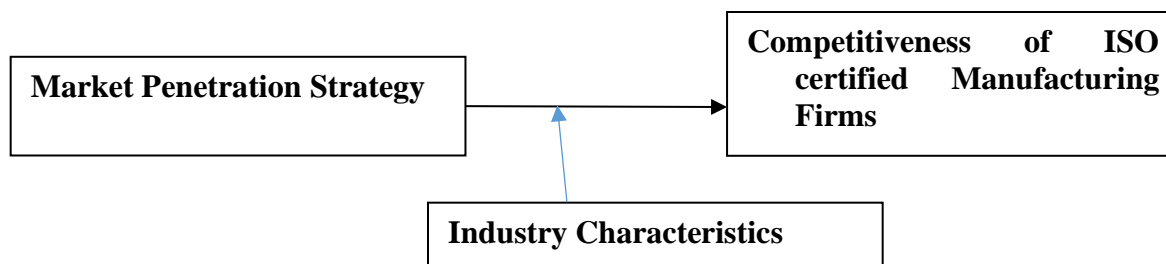 Market Penetration Strategy
Competitiveness of ISO
certified Manufacturing
Firms
Industry Characteristics